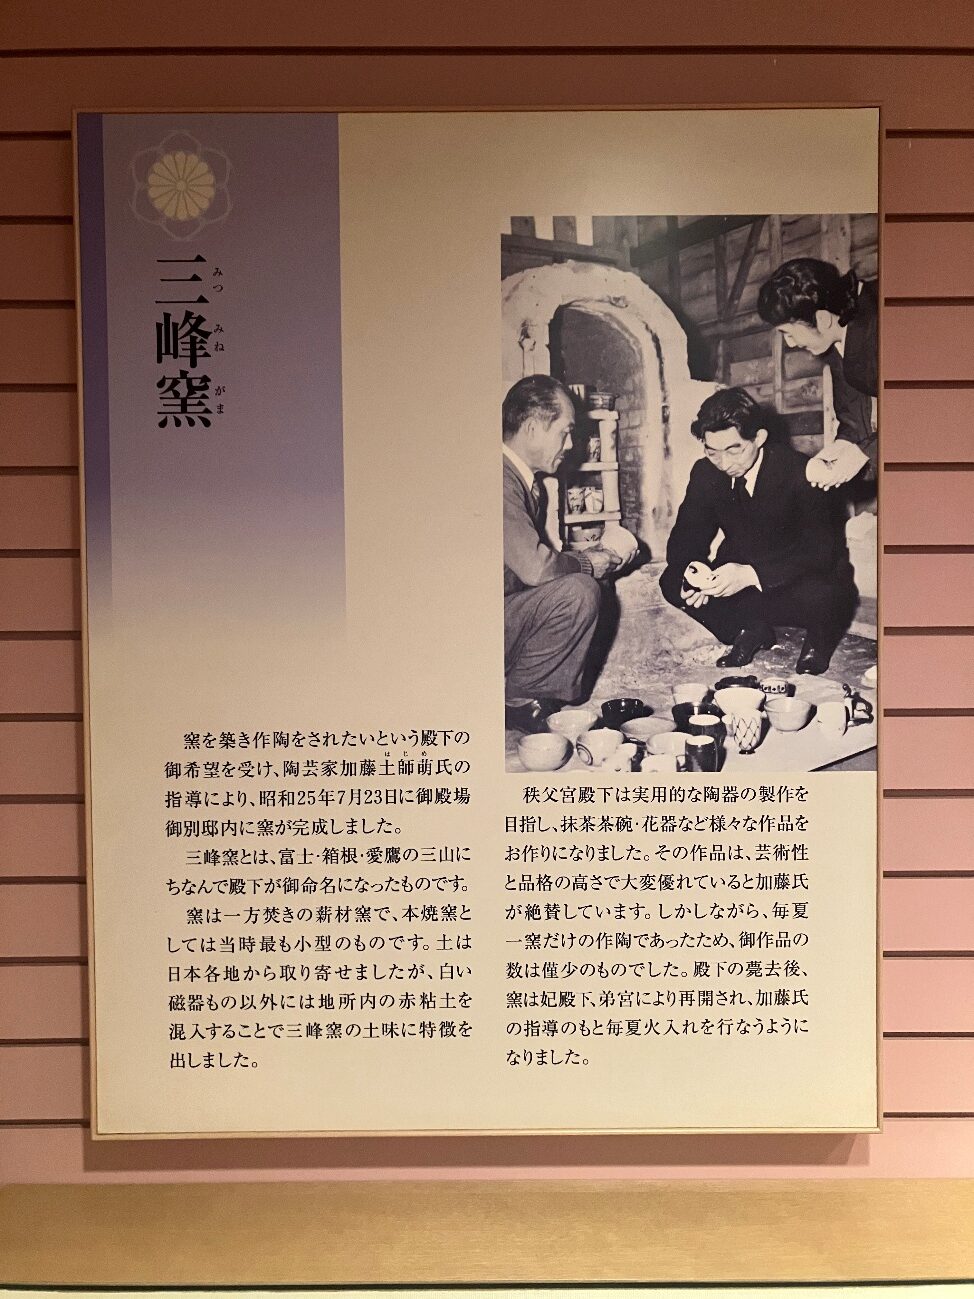 三峰窯
みつみねがま
窯を築き作陶をされたいという殿下の
御希望を受け、陶芸家加藤土師萌氏の
はじめ
指導により、昭和25年7月23日に御殿場
御別邸内に窯が完成しました。
三峰窯とは、富士・箱根・愛鷹の三山に
ちなんで殿下が御命名になったものです。
窯は一方焚きの薪材窯で、本焼窯と
しては当時最も小型のものです。土は
日本各地から取り寄せましたが、白い
磁器もの以外には地所内の赤粘土を
混入することで三峰窯の土味に特徴を
出しました。
秩父宮殿下は実用的な陶器の製作を
目指し、抹茶茶碗・花器など様々な作品を
お作りになりました。その作品は、芸術性
と品格の高さで大変優れていると加藤氏
が絶賛しています。しかしながら、毎夏
一窯だけの作陶であったため、御作品の
数は僅少のものでした。殿下の薨去後、
窯は妃殿下、弟宮により再開され、加藤氏
の指導のもと毎夏火入れを行なうように
なりました。